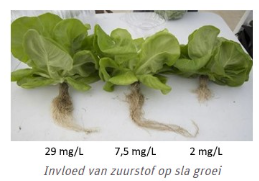 29 mg/L 7,5 mg/L 2 mg/L
Invloed van zuurstof op sla groei